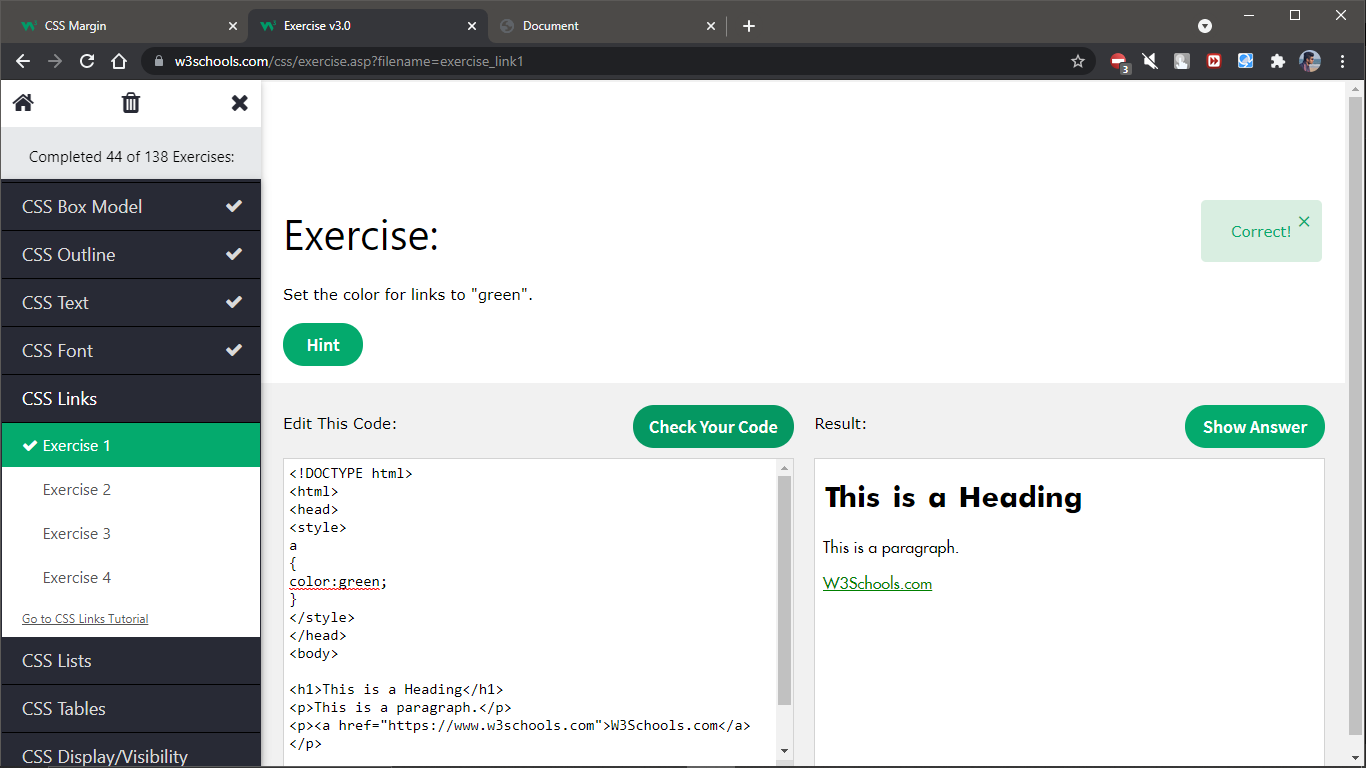 CSS Margin
Exercise v3.0
Document
w3schools.com/css/exercise.asp?filename=exercise_link1
3
Completed 44 of 138 Exercises:
CSS Box Model
CSS Outline
CSS Text
CSS Font
CSS Links
Exercise 1
Exercise 2
Exercise 3
Exercise 4
Go to CSS Links Tutorial
CSS Lists
CSS Tables
CSS Display/Visibility
Exercise:
Correct!
Set the color for links to "green".
Hint
Edit This Code:
Check Your Code
<!DOCTYPE html>
<html>
<head>
<style>
a
{
color:green;
}
</style>
</head>
<body>
<h1>This is a Heading</h1>
<p>This is a paragraph.</p>
<p><a href="https://www.w3schools.com">W3Schools.com</a>
</p>
Result:
Show Answer
This is a Heading
This is a paragraph.
W3Schools.com